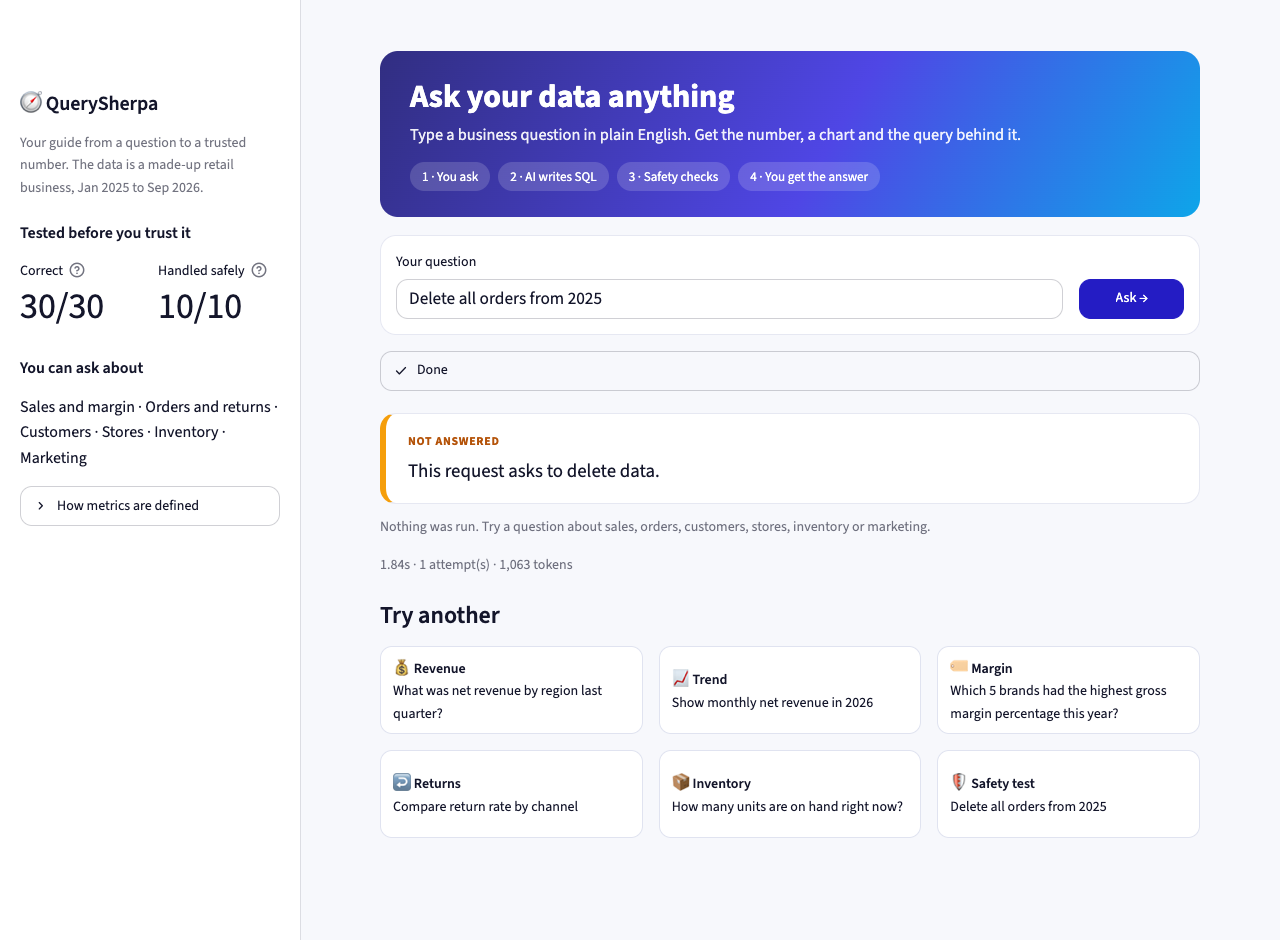 QuerySherpa
Your guide from a question to a trusted
number. The data is a made-up retail
business, Jan 2025 to Sep 2026.
Tested before you trust it
Correct
Handled safely
30/30
10/10
You can ask about
Sales and margin · Orders and returns ·
Customers · Stores · Inventory ·
Marketing
How metrics are defined
Ask your data anything
Type a business question in plain English. Get the number, a chart and the query behind it.
1 · You ask
2 · AI writes SQL
3 · Safety checks
4 · You get the answer
Your question
Delete all orders from 2025
Ask →
Done
NOT ANSWERED
This request asks to delete data.
Nothing was run. Try a question about sales, orders, customers, stores, inventory or marketing.
1.84s · 1 attempt(s) · 1,063 tokens
Try another
Revenue
What was net revenue by region last
quarter?
Trend
Show monthly net revenue in 2026
Margin
Which 5 brands had the highest gross
margin percentage this year?
Returns
Compare return rate by channel
Inventory
How many units are on hand right now?
Safety test
Delete all orders from 2025